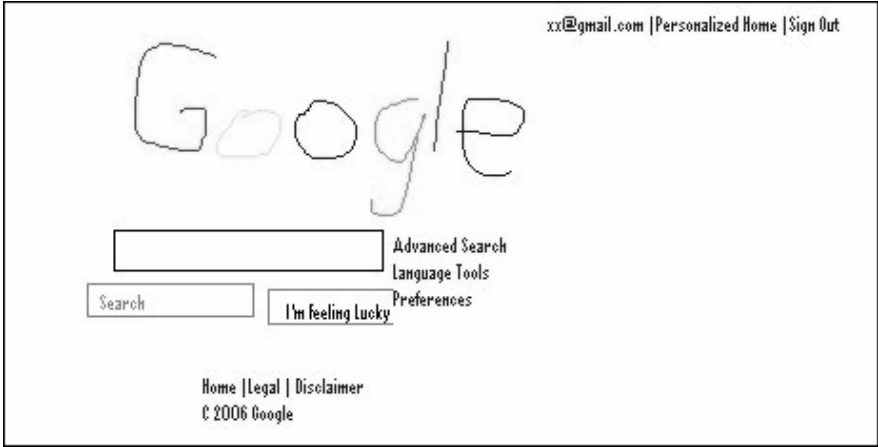 xx@gmail.com |Personalized Home |Sign Out
Google
Advanced Search
Language Tools
Preferences
Search
I'm Feeling Lucky
Home |Legal | Disclaimer
C 2006 Google